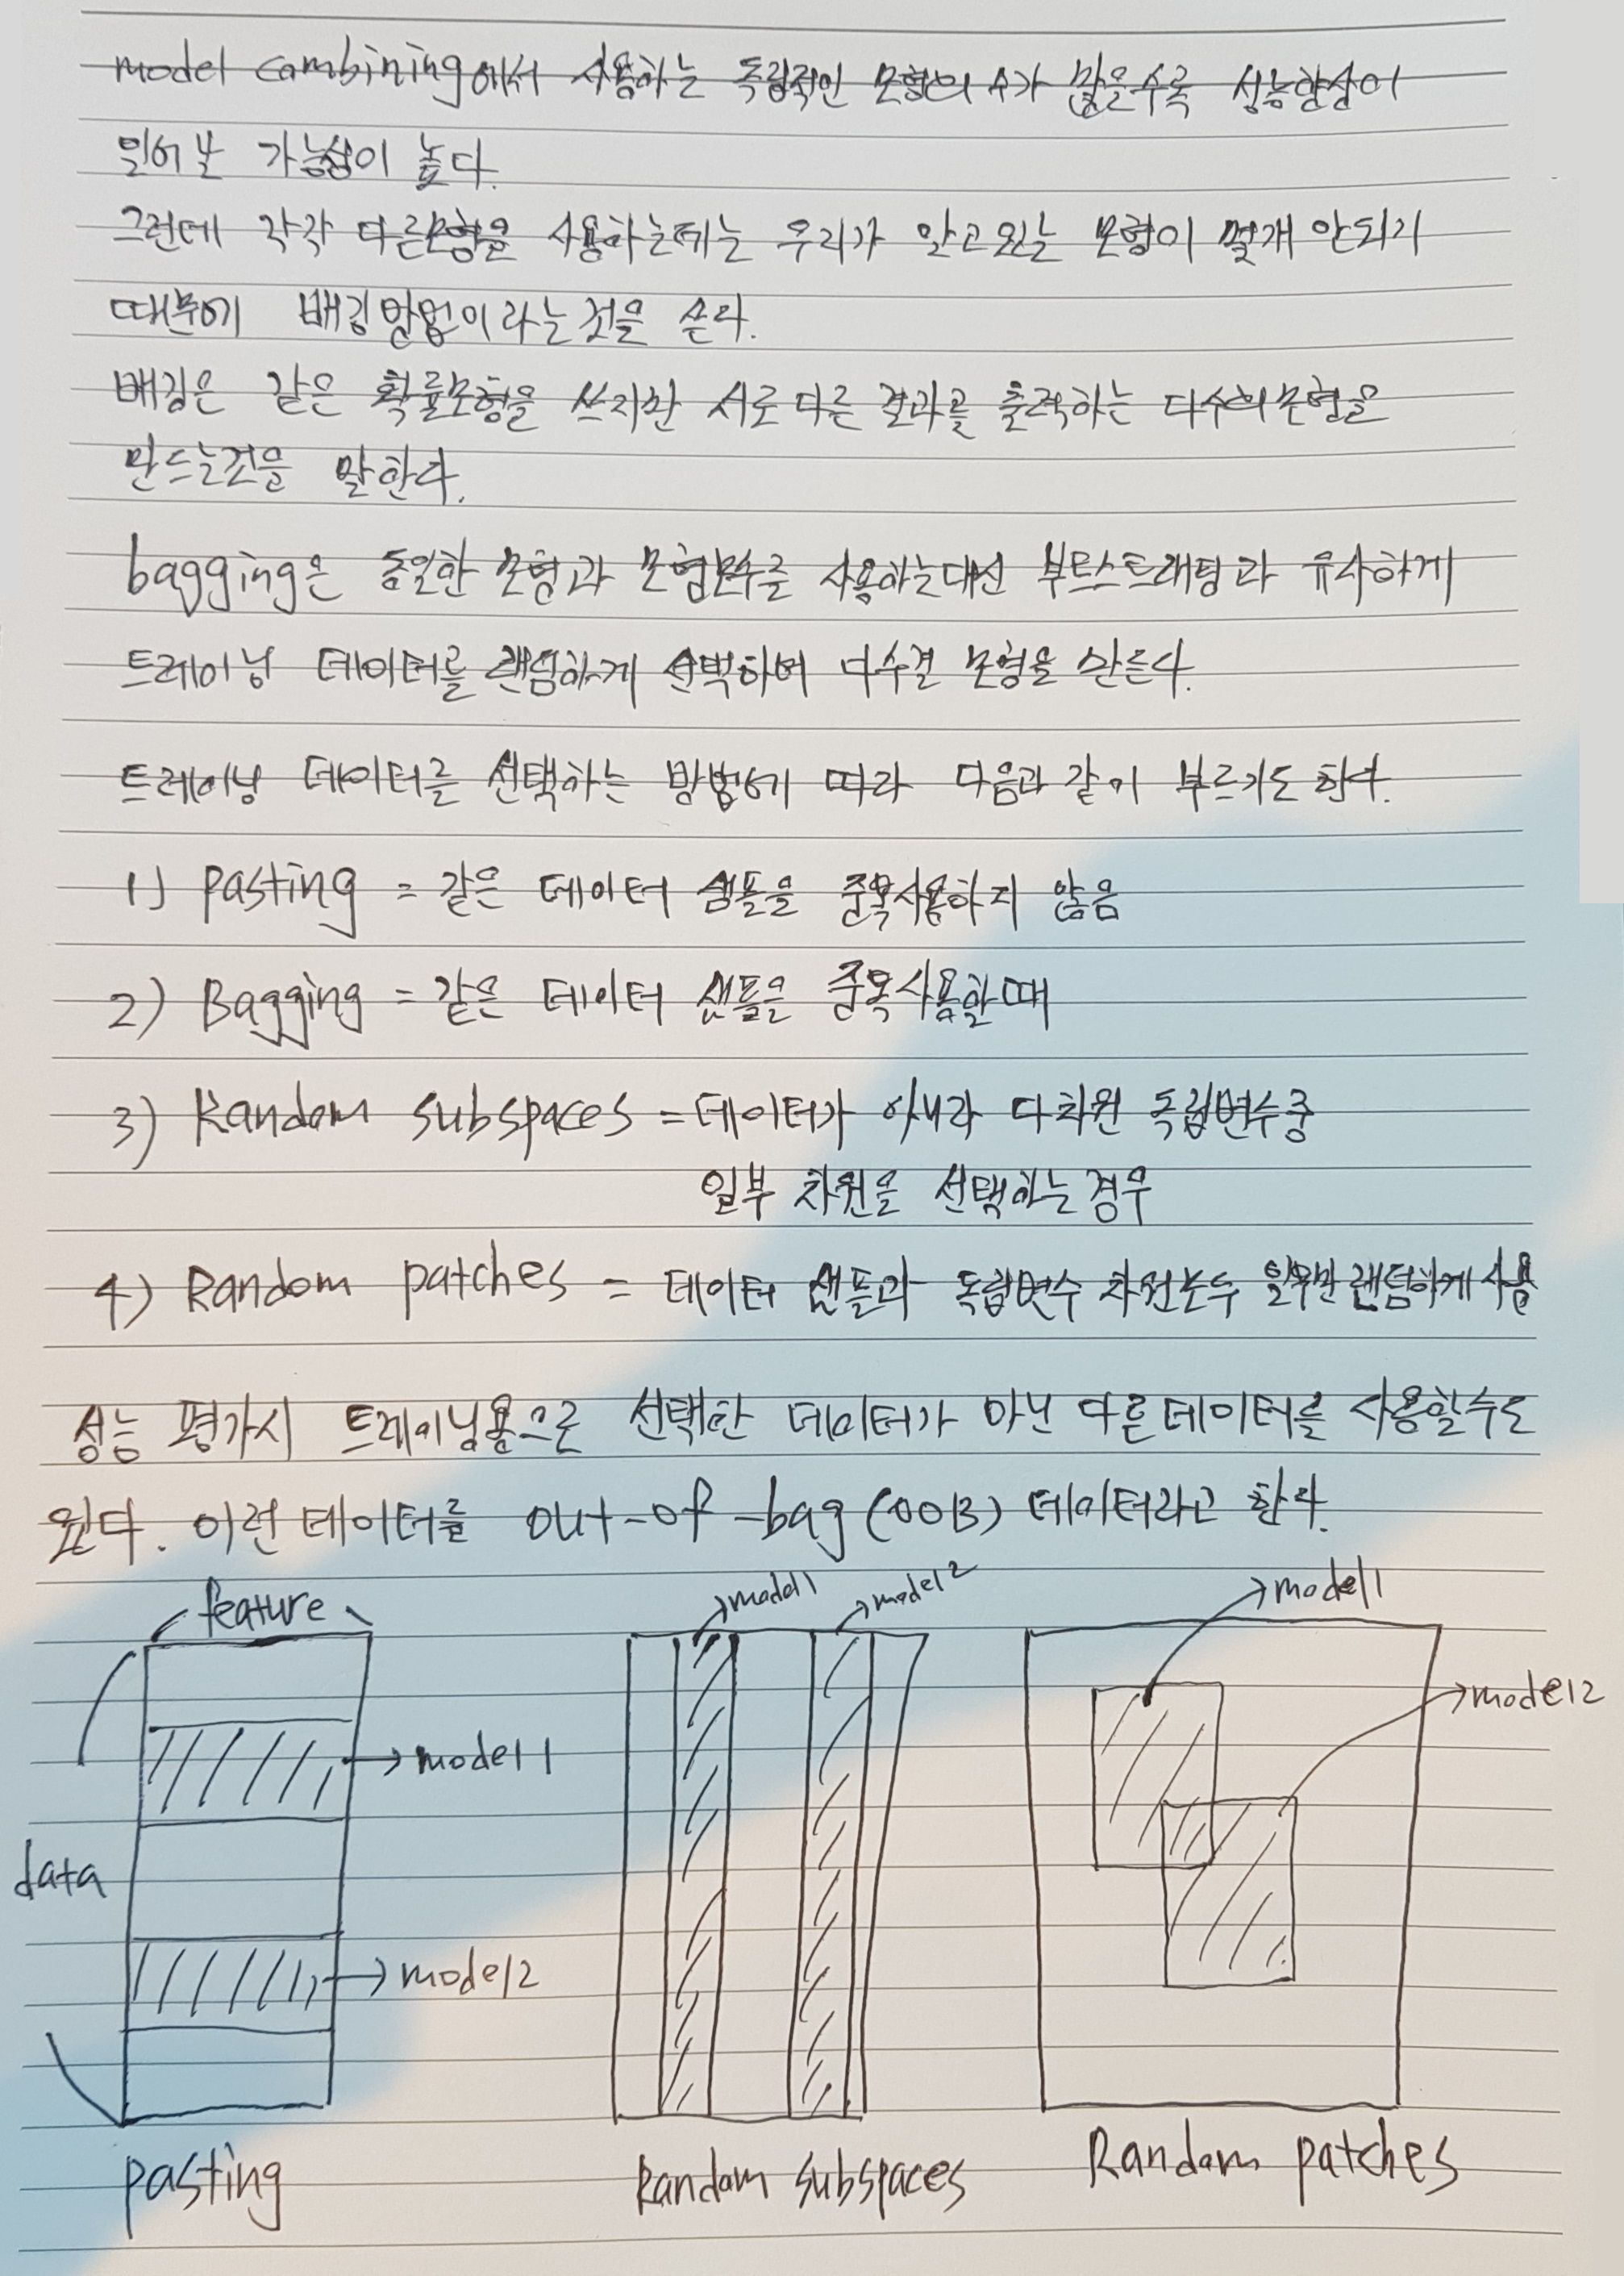 model combining에서 사용하는 독립적인 모형의 수가 많을수록 성능향상이
일어날 가능성이 높다.
그런데 각각 다른모형을 사용하는데는 우리가 알고있는 모형이 몇개 안되기
때문에 배깅방법이라는것을 쓴다.
배깅은 같은 확률모형을 쓰지만 서로다른 결과를 출력하는 다수의모형을
만드는것을 말한다.
bagging은 동일한 모형과 모형모수를 사용하는대신 부트스트래핑과 유사하게
트레이닝 데이터를 랜덤하게 선택하여 다수결 모형을 만든다.
트레이닝 데이터를 선택하는 방법에 따라 다음과 같이 부르기도 한다.
1) Pasting = 같은 데이터 샘플을 중복사용하지 않음
2) Bagging = 같은 데이터 샘플을 중복사용할때
3) Random subspaces = 데이터가 아니라 다차원 독립변수중
일부 차원을 선택하는경우
4) Random patches = 데이터 샘플과 독립변수 차원모두 일부만 랜덤하게 사용
성능 평가시 트레이닝용으로 선택한 데이터가 아닌 다른데이터를 사용할수도
있다. 이런데이터를 out-of-bag(OOB) 데이터라고 한다.
feature
model1
model2
model1
model1
model2
data
model2
pasting
Random subspaces
Random patches